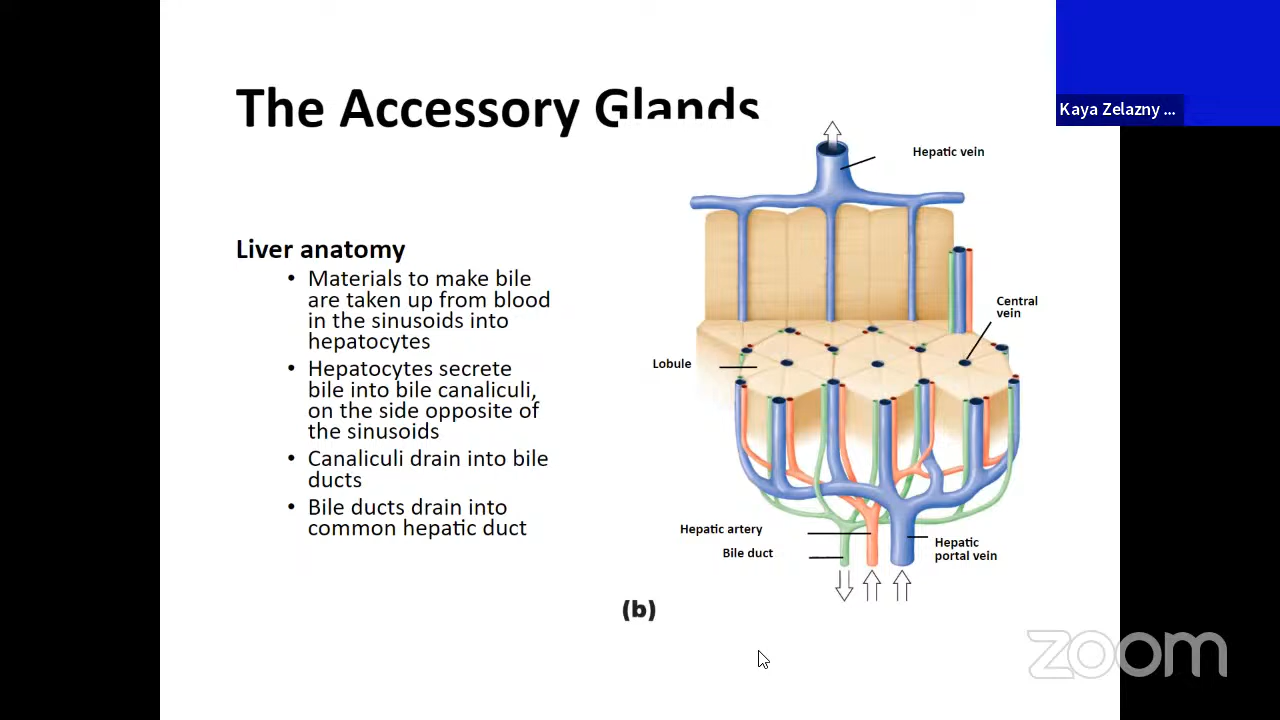 The Accessory Glands
Kaya Zelazny ...
Hepatic vein
Liver anatomy
• Materials to make bile
are taken up from blood
in the sinusoids into
hepatocytes
• Hepatocytes secrete
bile into bile canaliculi,
on the side opposite of
the sinusoids
• Canaliculi drain into bile
ducts
• Bile ducts drain into
common hepatic duct
Central
vein
Lobule
Hepatic artery
Bile duct
Hepatic
portal vein
(b)
zoom